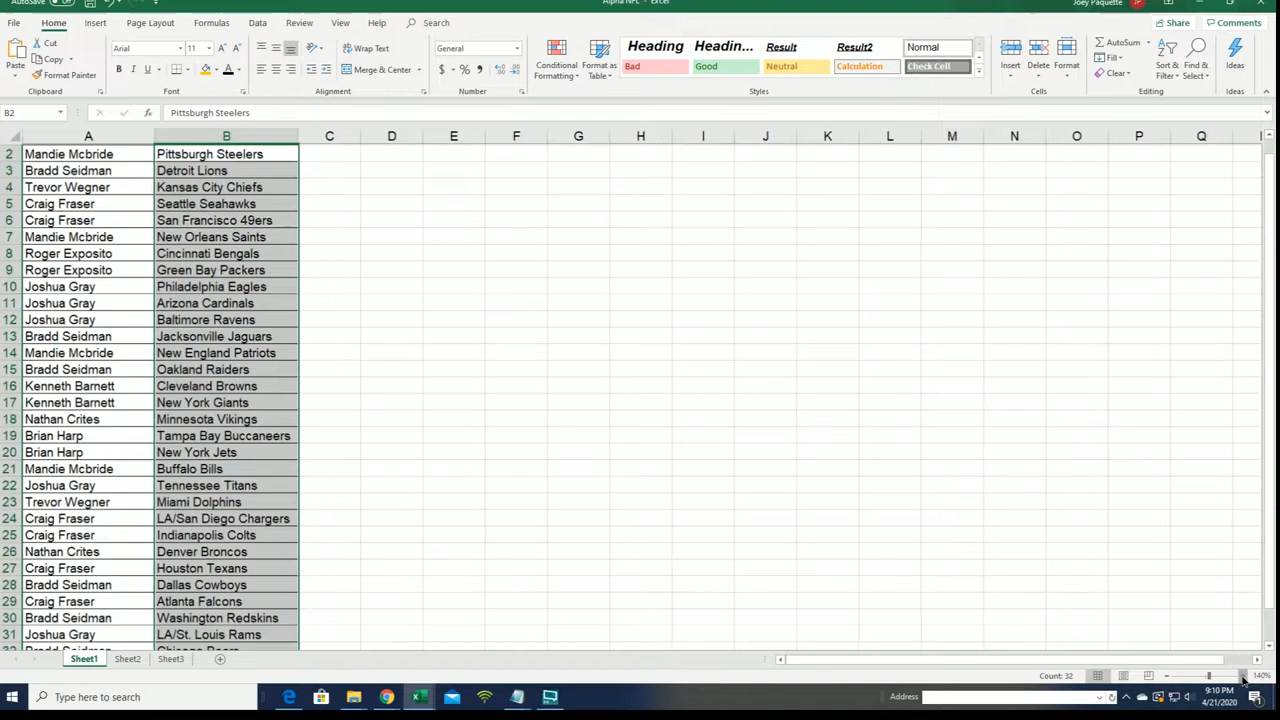 AutoSave Off Alpha NFL - Excel Joey Paquette JP
File Home Insert Page Layout Formulas Data Review View Help Search Share Comments
Paste Cut Copy Format Painter Clipboard
Arial 11 A A B I U A Font
Wrap Text Merge & Center Alignment
General $ % , Number
Conditional Formatting Format as Table
Heading Headin... Result Result2 Normal
Bad Good Neutral Calculation Check Cell
Styles
Insert Delete Format Cells
AutoSum Fill Clear Sort & Filter Find & Select Editing
Ideas Ideas
B2 fx Pittsburgh Steelers
A B C D E F G H I J K L M N O P Q
2 Mandie Mcbride Pittsburgh Steelers
3 Bradd Seidman Detroit Lions
4 Trevor Wegner Kansas City Chiefs
5 Craig Fraser Seattle Seahawks
6 Craig Fraser San Francisco 49ers
7 Mandie Mcbride New Orleans Saints
8 Roger Exposito Cincinnati Bengals
9 Roger Exposito Green Bay Packers
10 Joshua Gray Philadelphia Eagles
11 Joshua Gray Arizona Cardinals
12 Joshua Gray Baltimore Ravens
13 Bradd Seidman Jacksonville Jaguars
14 Mandie Mcbride New England Patriots
15 Bradd Seidman Oakland Raiders
16 Kenneth Barnett Cleveland Browns
17 Kenneth Barnett New York Giants
18 Nathan Crites Minnesota Vikings
19 Brian Harp Tampa Bay Buccaneers
20 Brian Harp New York Jets
21 Mandie Mcbride Buffalo Bills
22 Joshua Gray Tennessee Titans
23 Trevor Wegner Miami Dolphins
24 Craig Fraser LA/San Diego Chargers
25 Craig Fraser Indianapolis Colts
26 Nathan Crites Denver Broncos
27 Craig Fraser Houston Texans
28 Bradd Seidman Dallas Cowboys
29 Craig Fraser Atlanta Falcons
30 Bradd Seidman Washington Redskins
31 Joshua Gray LA/St. Louis Rams
32 Bradd Seidman Chicago Bears
Sheet1 Sheet2 Sheet3
Count: 32 140%
Type here to search Address 9:10 PM
4/21/2020